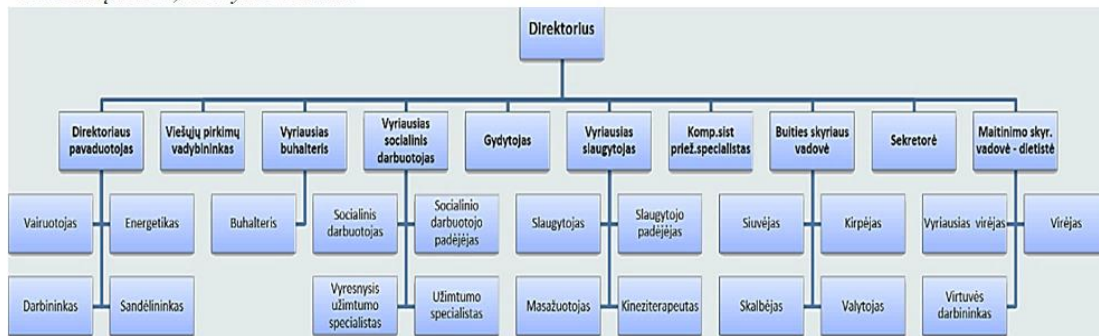 Direktorius
Direktoriaus
pavaduotojas
Viešųjų pirkimų
vadybininkas
Vyriausias
buhalteris
Vyriausias
socialinis
darbuotojas
Gydytojas
Vyriausias
slaugytojas
Komp.sist
priež.specialistas
Buities skyriaus
vadovė
Sekretorė
Maitinimo skyr.
vadovė - dietistė
Vairuotojas
Energetikas
Buhalteris
Socialinis
darbuotojas
Socialinio
darbuotojo
padėjėjas
Slaugytojas
Slaugytojo
padėjėjas
Siuvėjas
Kirpėjas
Vyriausias virėjas
Virėjas
Darbininkas
Sandėlininkas
Vyresnysis
užimtumo
specialistas
Užimtumo
specialistas
Masažuotojas
Kineziterapeutas
Skalbėjas
Valytojas
Virtuvės
darbininkas